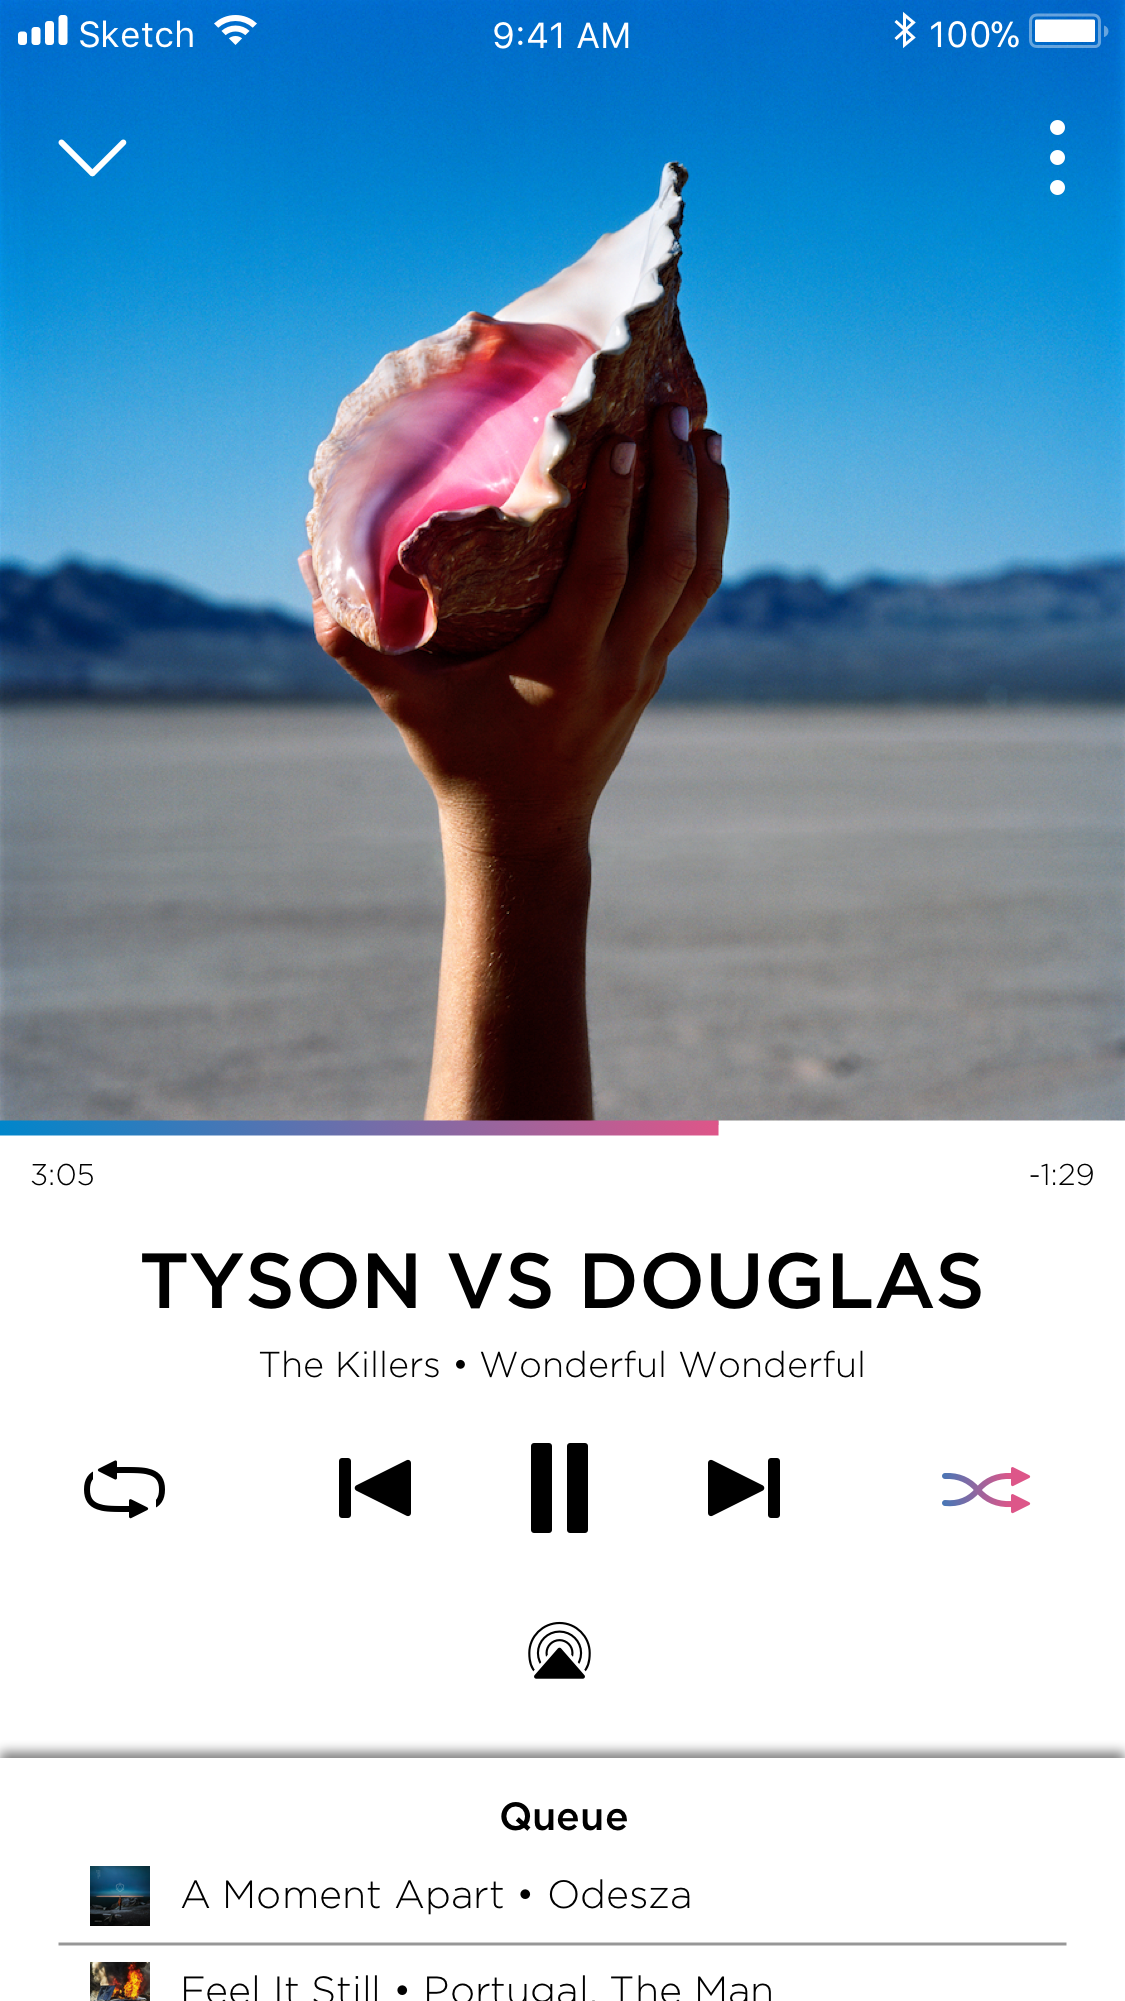 Sketch 9:41 AM 100%
3:05 -1:29
TYSON VS DOUGLAS
The Killers • Wonderful Wonderful
Queue
A Moment Apart • Odesza
Feel It Still • Portugal. The Man